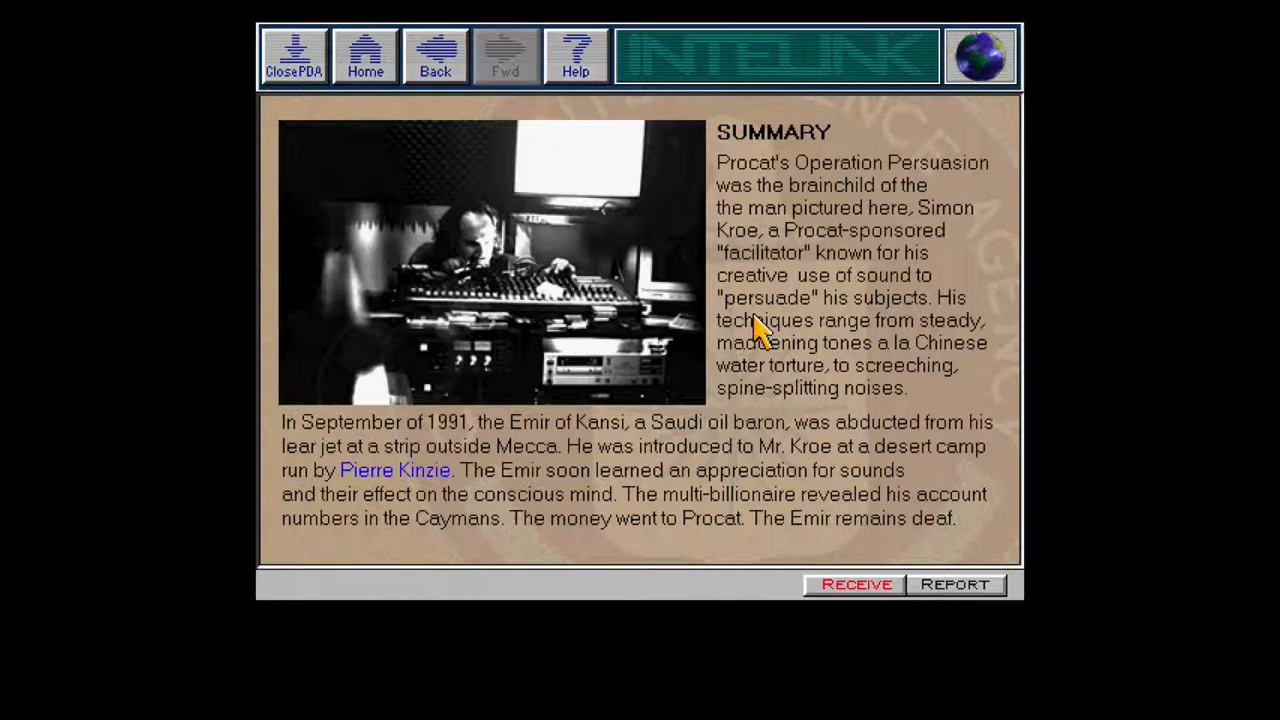 ClosePDA
Home
Back
Fwd
Help
INTELINK
SUMMARY
Procat's Operation Persuasion
was the brainchild of the
the man pictured here, Simon
Kroe, a Procat-sponsored
"facilitator" known for his
creative use of sound to
"persuade" his subjects. His
techniques range from steady,
maddening tones a la Chinese
water torture, to screeching,
spine-splitting noises.
In September of 1991, the Emir of Kansi, a Saudi oil baron, was abducted from his
lear jet at a strip outside Mecca. He was introduced to Mr. Kroe at a desert camp
run by Pierre Kinzie. The Emir soon learned an appreciation for sounds
and their effect on the conscious mind. The multi-billionaire revealed his account
numbers in the Caymans. The money went to Procat. The Emir remains deaf.
RECEIVE
REPORT